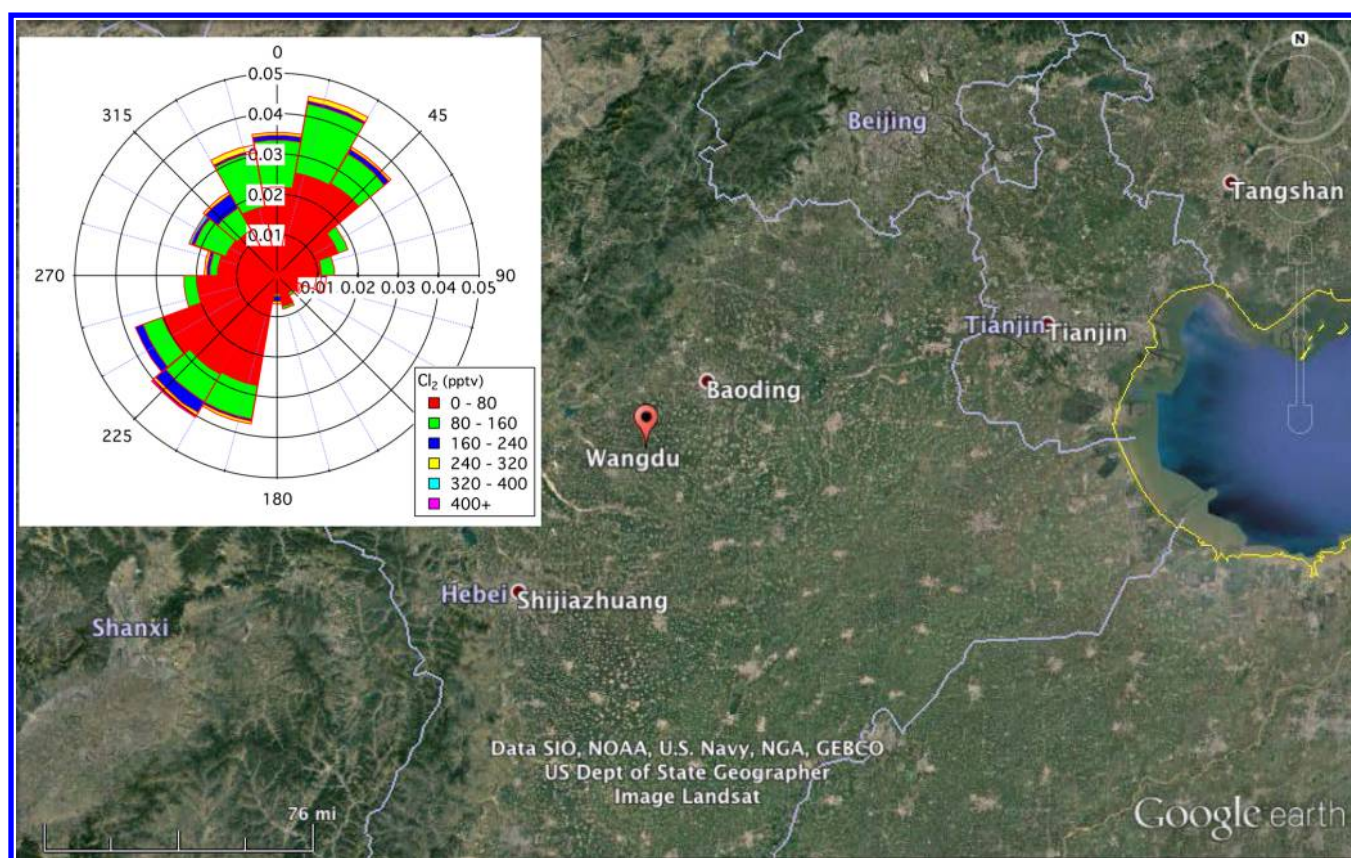 0
0.05
0.04
0.03
0.02
0.01
315
45
270
0.01 0.02 0.03 0.04 0.05
90
225
180
Cl₂ (pptv)
0 - 80
80 - 160
160 - 240
240 - 320
320 - 400
400+
N
Beijing
Tangshan
Tianjin
Tianjin
Baoding
Wangdu
Hebei
Shijiazhuang
Shanxi
Data SIO, NOAA, U.S. Navy, NGA, GEBCO
US Dept of State Geographer
Image Landsat
76 mi
Google earth